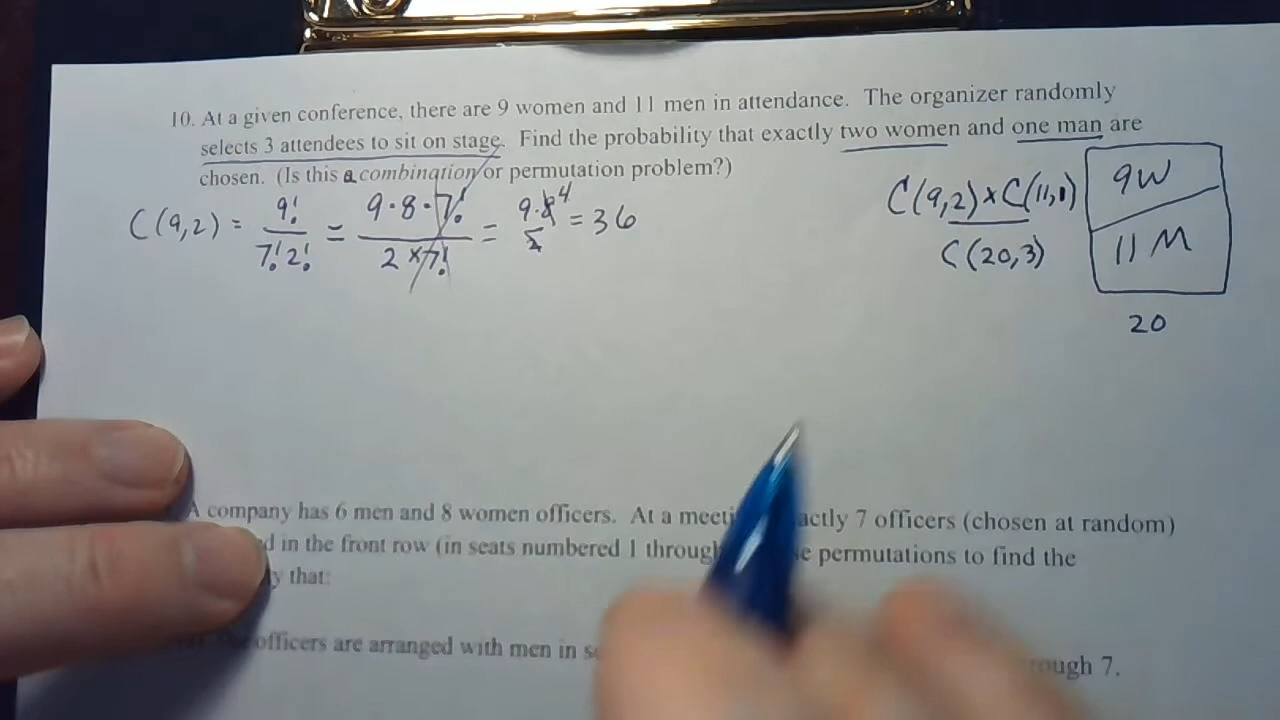 10. At a given conference, there are 9 women and 11 men in attendance. The organizer randomly
selects 3 attendees to sit on stage. Find the probability that exactly two women and one man are
chosen. (Is this a combination or permutation problem?)
C(9,2) = 9!/7!2! = 9·8·7!/2×7! = 9·8/2 4 = 36
C(9,2)×C(11,1)/C(20,3)
9W
11 M
20
A company has 6 men and 8 women officers. At a actly 7 officers (chosen at random)
in the front row (in seats numbered 1 permutations to find the
that:
officers are arranged with men in 7.